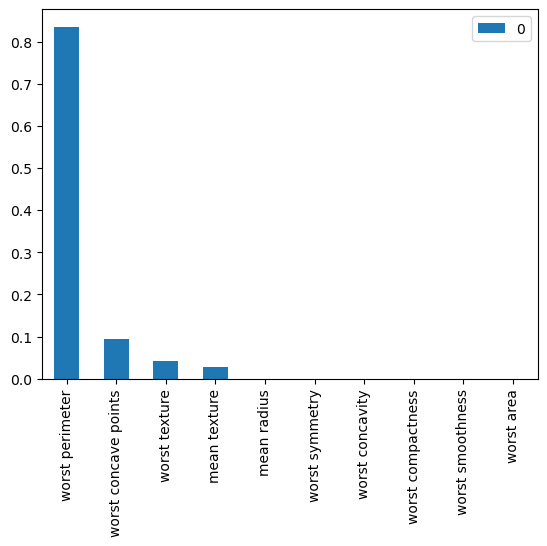 0
0.8
0.7
0.6
0.5
0.4
0.3
0.2
0.1
0.0
worst perimeter
worst concave points
worst texture
mean texture
mean radius
worst symmetry
worst concavity
worst compactness
worst smoothness
worst area